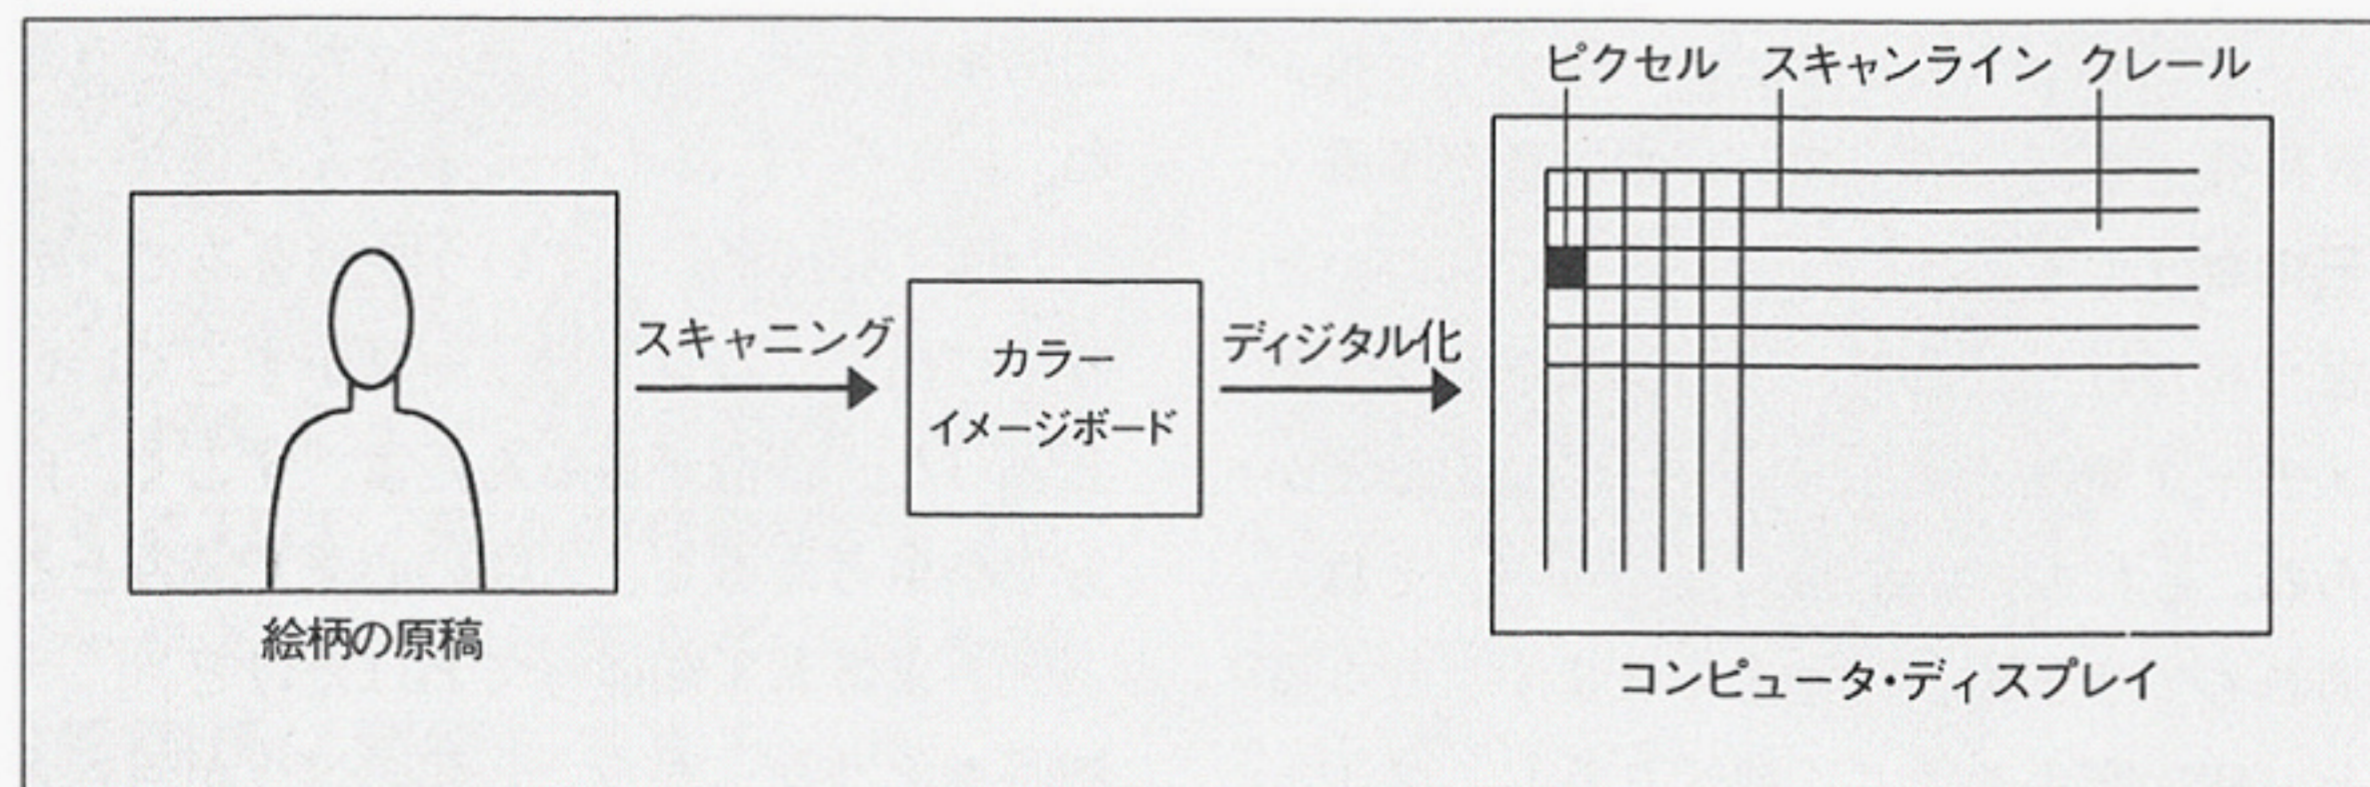 ピクセル スキャンライン クレール
スキャニング
カラー
イメージボード
ディジタル化
絵柄の原稿
コンピュータ・ディスプレイ